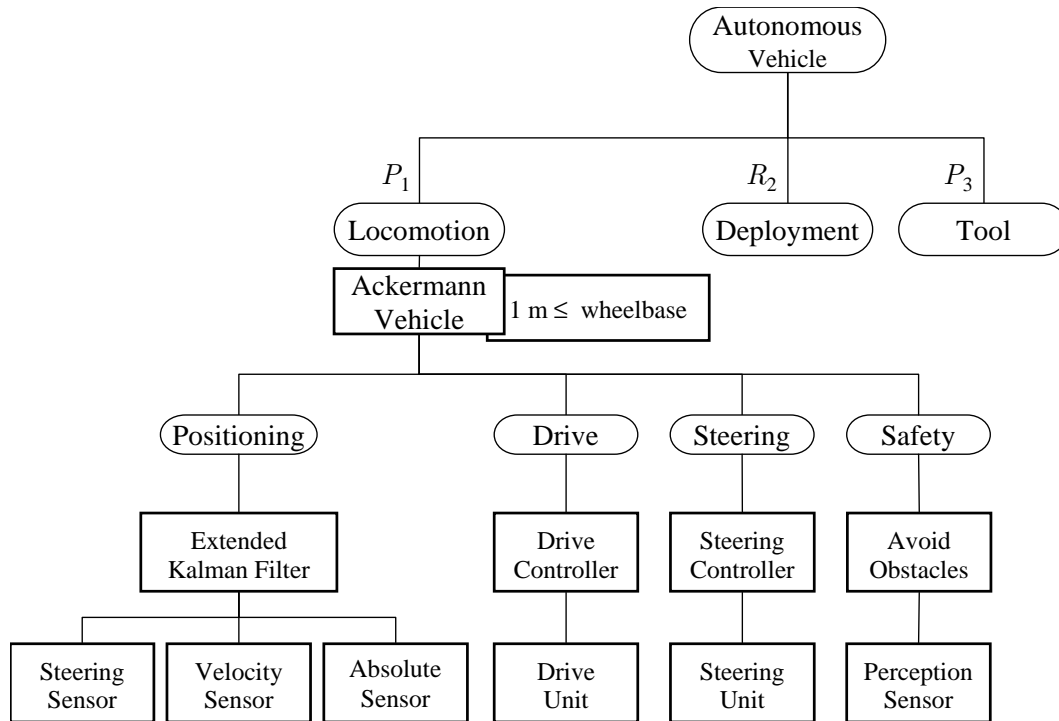 Autonomous
Vehicle
P₁
R₂
P₃
Locomotion
Deployment
Tool
Ackermann
Vehicle
1 m ≤ wheelbase
Positioning
Drive
Steering
Safety
Extended
Kalman Filter
Drive
Controller
Steering
Controller
Avoid
Obstacles
Steering
Sensor
Velocity
Sensor
Absolute
Sensor
Drive
Unit
Steering
Unit
Perception
Sensor